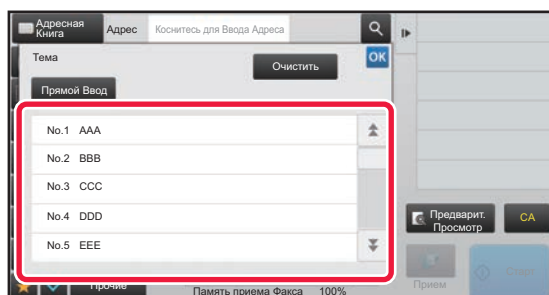 Адресная
Книга
Адрес
Коснитесь для Ввода Адреса
Тема
Очистить
OK
Прямой Ввод
No.1 AAA
No.2 BBB
No.3 CCC
No.4 DDD
No.5 EEE
Предварит.
Просмотр
CA
Прочие
Память приема Факса 100%
Прием
Старт